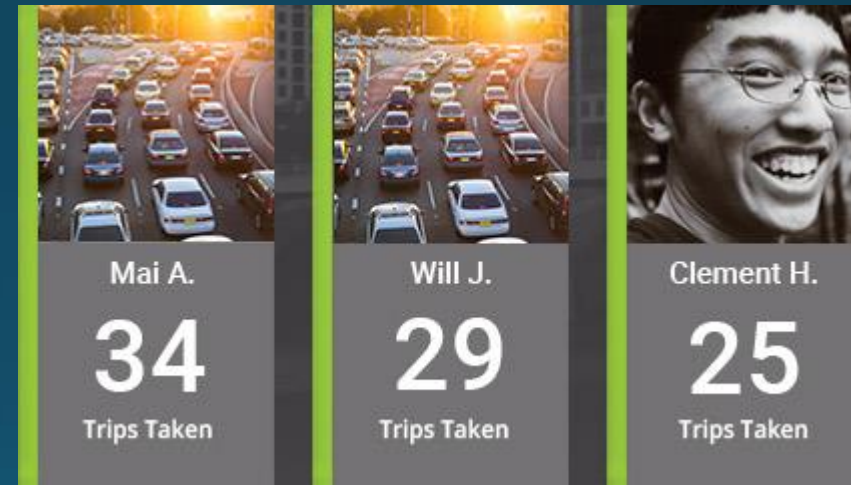 Mai A.
34
Trips Taken
Will J.
29
Trips Taken
Clement H.
25
Trips Taken